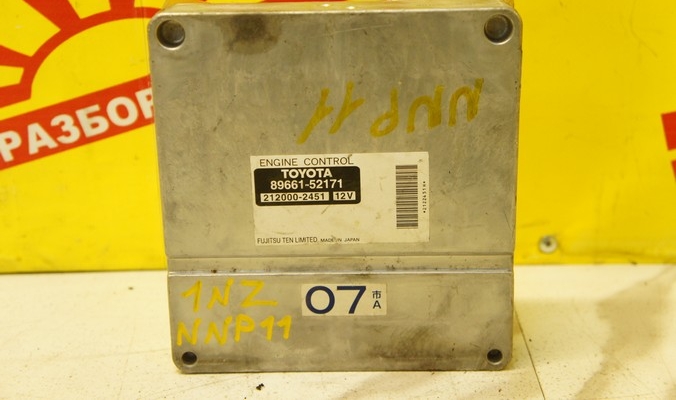 РАЗБОР
NNP11
ENGINE CONTROL
TOYOTA
89661-52171
212000-2451 12V
FUJITSU TEN LIMITED. MADE IN JAPAN
1NZ
NNP11
07 市 A